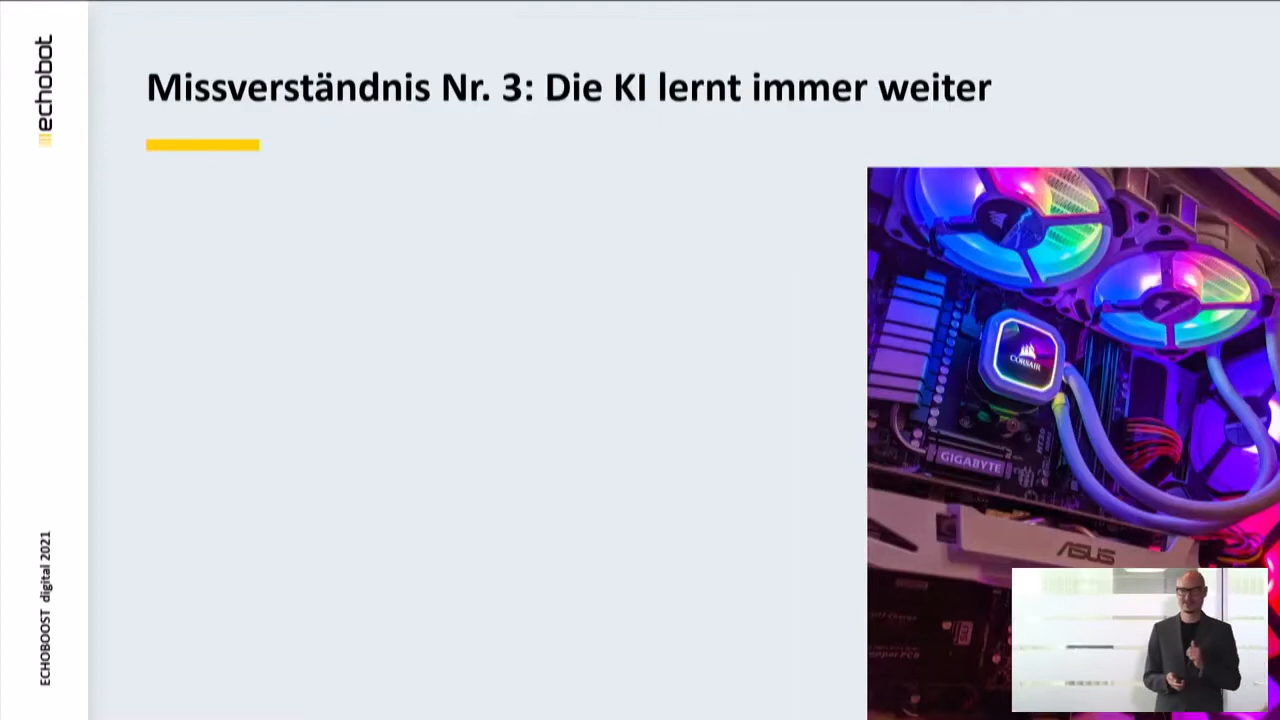 echobot
Missverständnis Nr. 3: Die KI lernt immer weiter
CORSAIR
GIGABYTE
ASUS
ECHOBOOST digital 2021